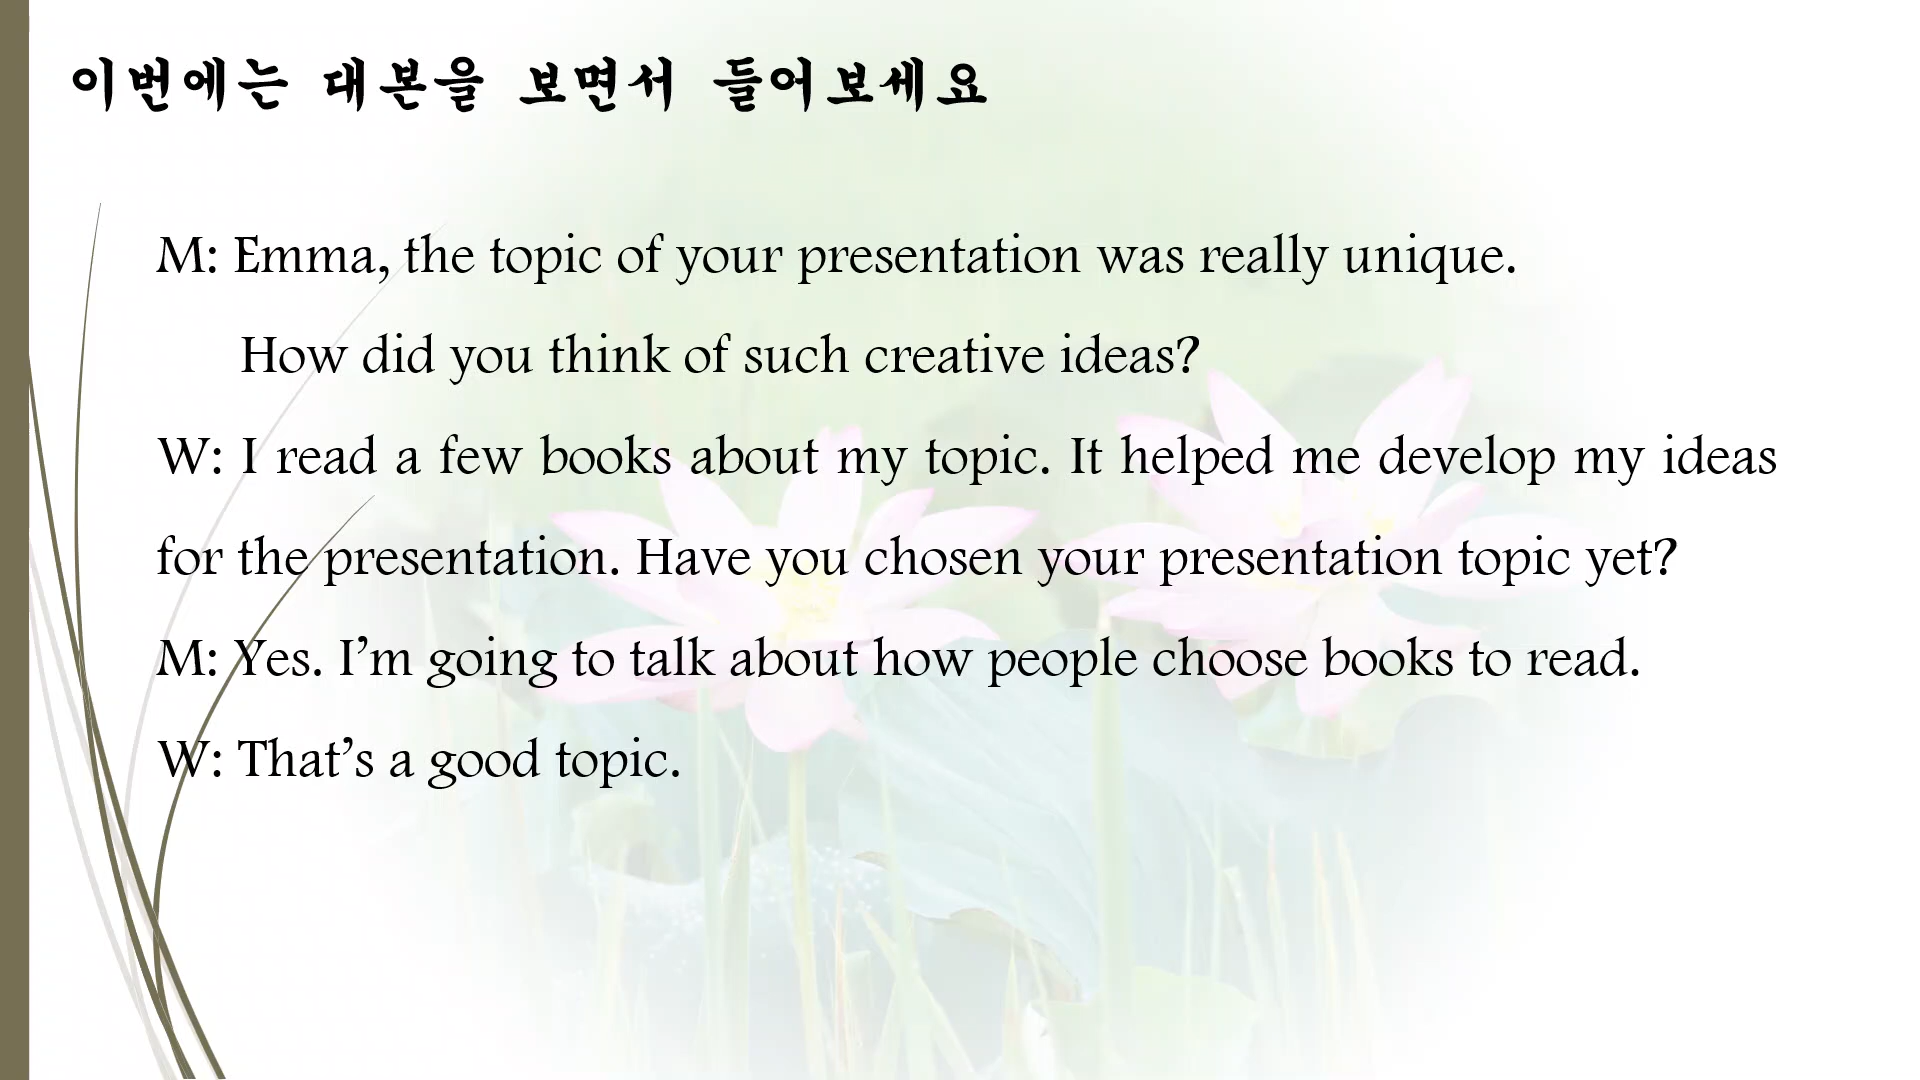 이번에는 대본을 보면서 들어보세요
M: Emma, the topic of your presentation was really unique.
How did you think of such creative ideas?
W: I read a few books about my topic. It helped me develop my ideas
for the presentation. Have you chosen your presentation topic yet?
M: Yes. I’m going to talk about how people choose books to read.
W: That’s a good topic.